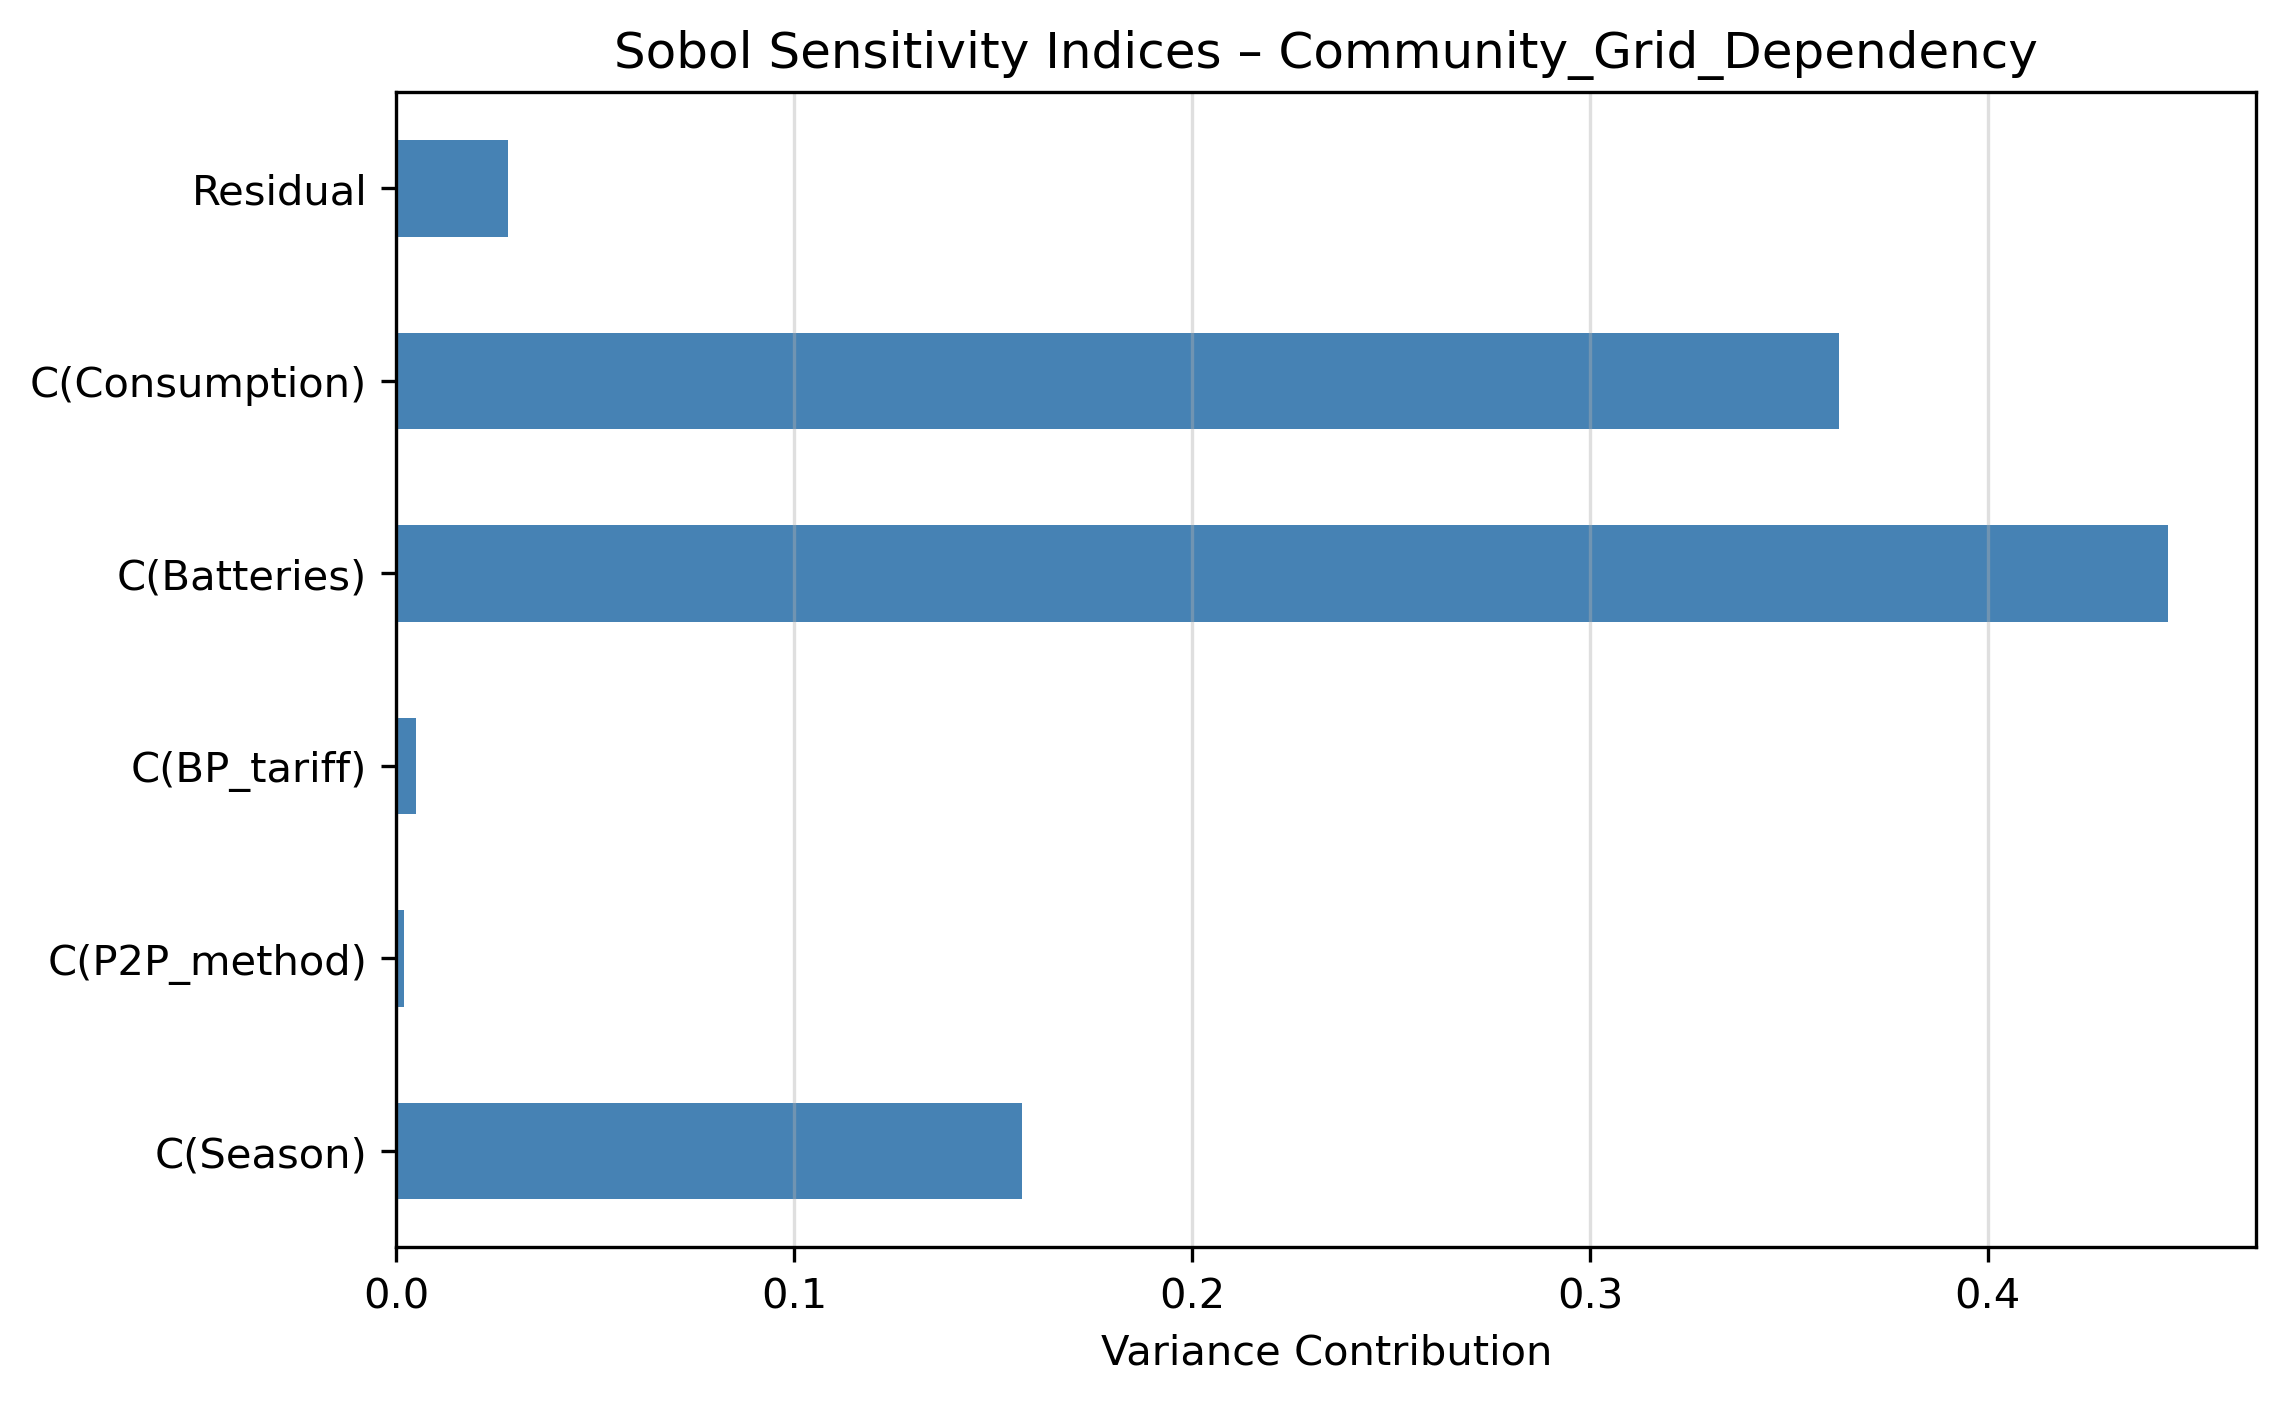 Sobol Sensitivity Indices – Community_Grid_Dependency
Residual
C(Consumption)
C(Batteries)
C(BP_tariff)
C(P2P_method)
C(Season)
0.0 0.1 0.2 0.3 0.4
Variance Contribution